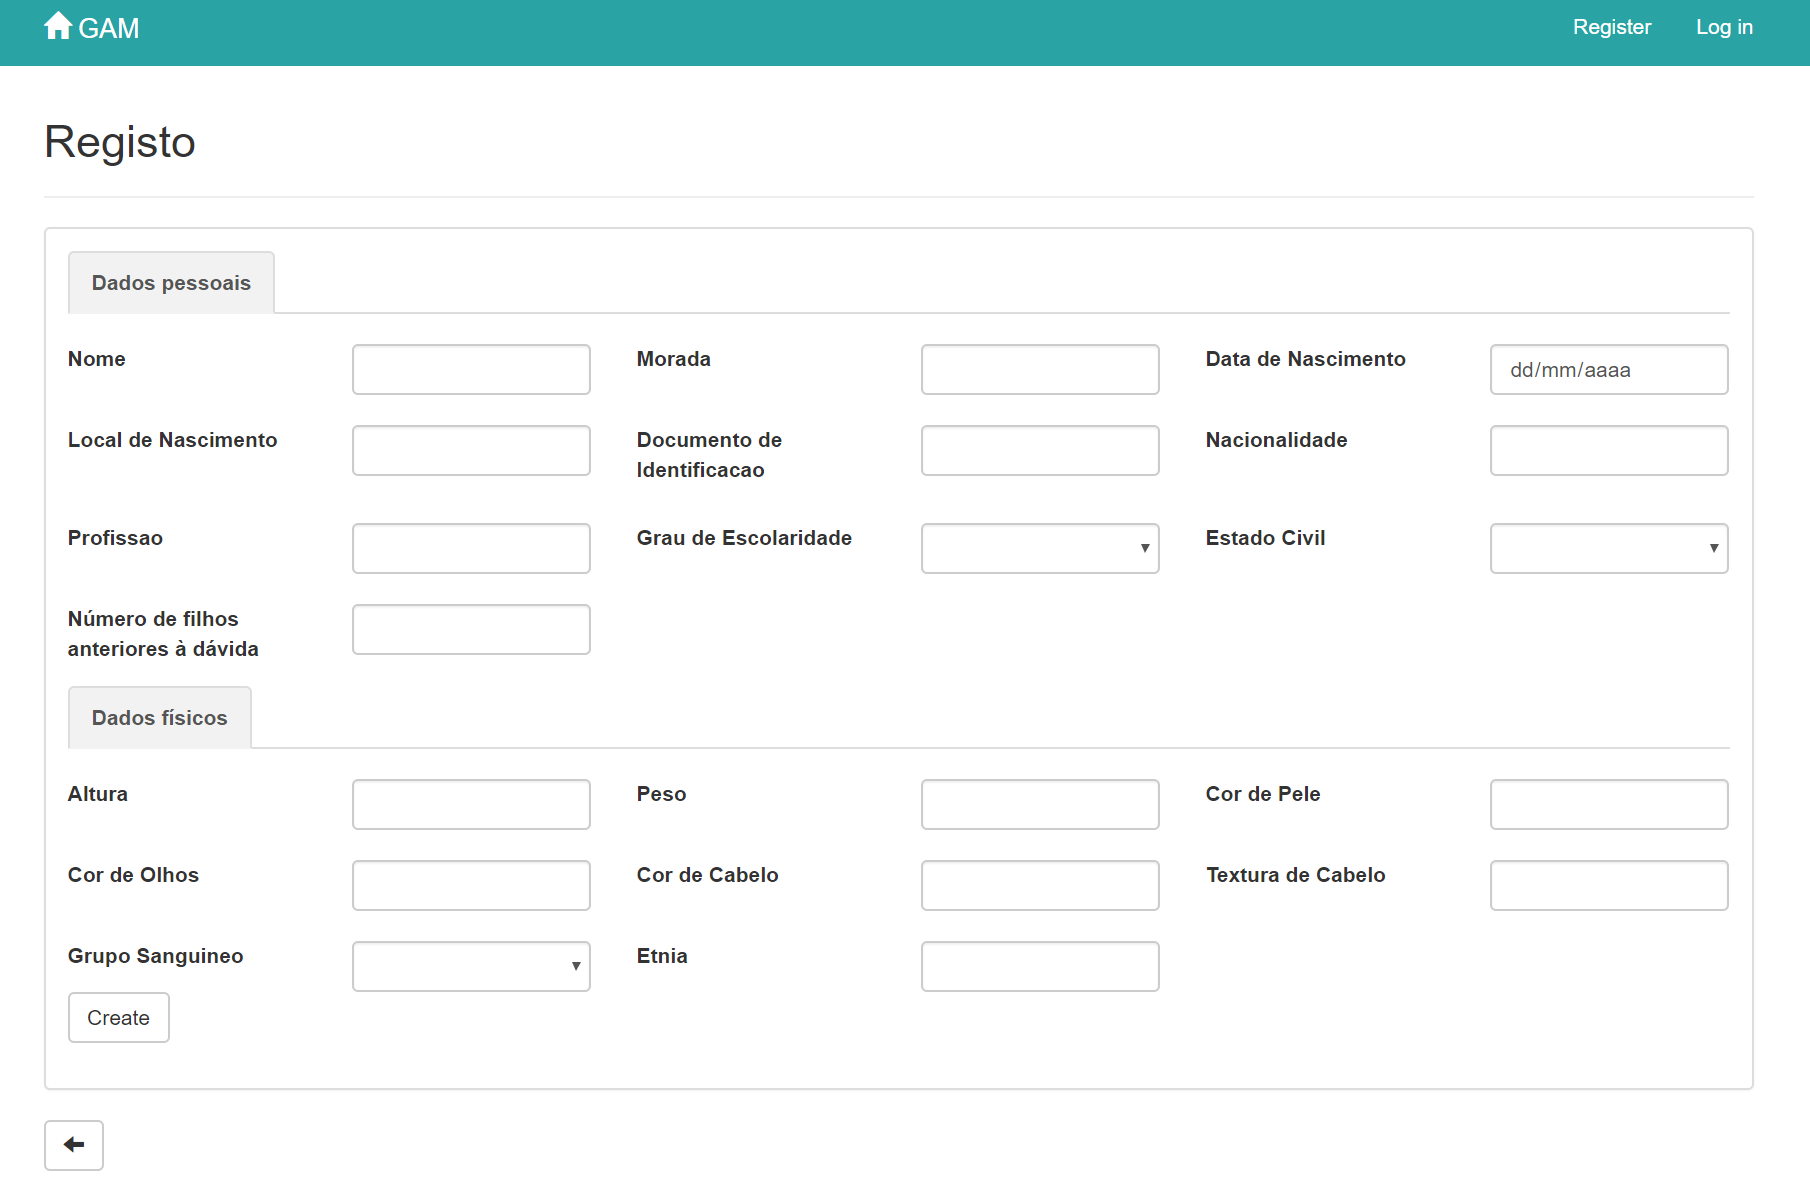 GAM
Register
Log in
Registo
Dados pessoais
Nome
Morada
Data de Nascimento
dd/mm/aaaa
Local de Nascimento
Documento de
Identificacao
Nacionalidade
Profissao
Grau de Escolaridade
Estado Civil
Número de filhos
anteriores à dávida
Dados físicos
Altura
Peso
Cor de Pele
Cor de Olhos
Cor de Cabelo
Textura de Cabelo
Grupo Sanguineo
Etnia
Create